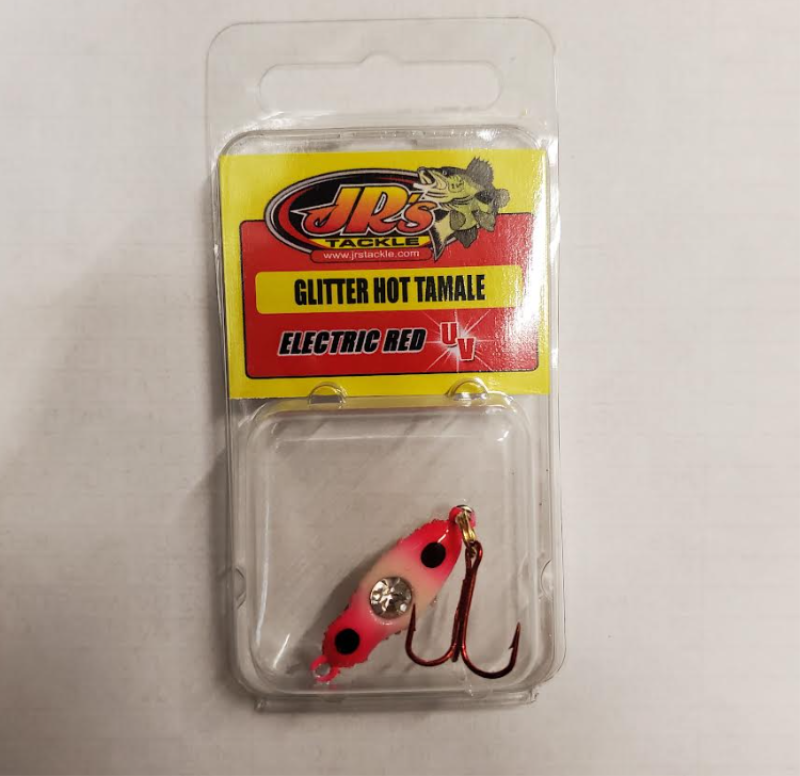 JR's
TACKLE
www.jrstackle.com
GLITTER HOT TAMALE
ELECTRIC RED UV